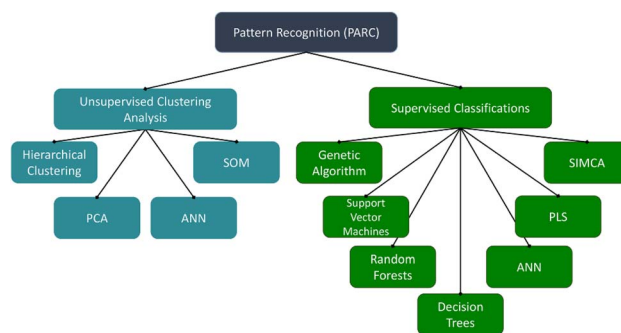 Pattern Recognition (PARC)
Unsupervised Clustering
Analysis
Supervised Classifications
Hierarchical
Clustering
SOM
PCA
ANN
Genetic
Algorithm
SIMCA
Support
Vector
Machines
PLS
Random
Forests
ANN
Decision
Trees